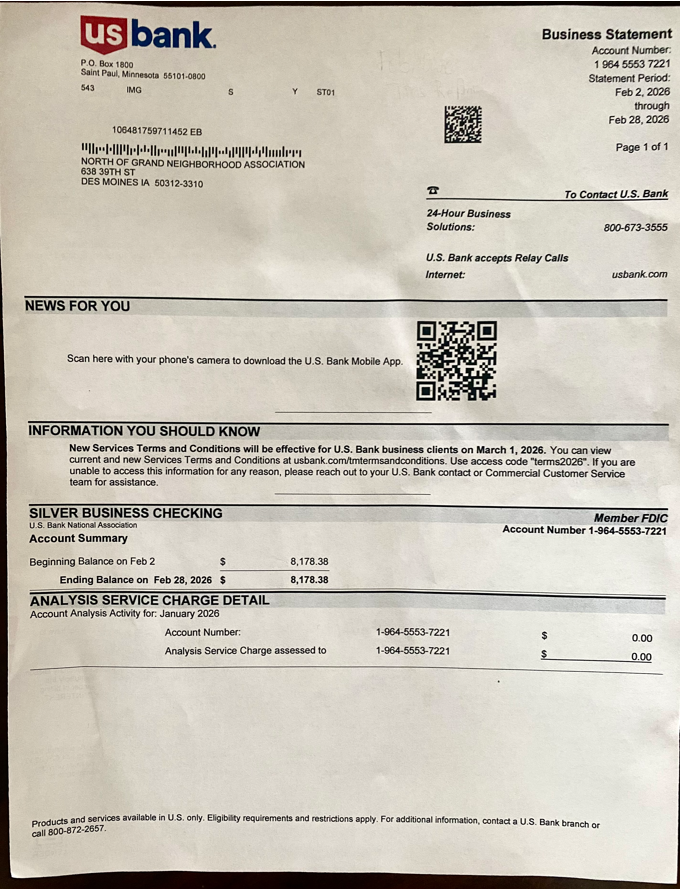 usbank.
P.O. Box 1800
Saint Paul, Minnesota 55101-0800
543 IMG S Y ST01
106481759711452 EB
NORTH OF GRAND NEIGHBORHOOD ASSOCIATION
638 39TH ST
DES MOINES IA 50312-3310
Business Statement
Account Number:
1 964 5553 7221
Statement Period:
Feb 2, 2026
through
Feb 28, 2026
Page 1 of 1
☎ To Contact U.S. Bank
24-Hour Business
Solutions: 800-673-3555
U.S. Bank accepts Relay Calls
Internet: usbank.com
NEWS FOR YOU
Scan here with your phone's camera to download the U.S. Bank Mobile App.
INFORMATION YOU SHOULD KNOW
New Services Terms and Conditions will be effective for U.S. Bank business clients on March 1, 2026. You can view
current and new Services Terms and Conditions at usbank.com/tmtermsandconditions. Use access code "terms2026". If you are
unable to access this information for any reason, please reach out to your U.S. Bank contact or Commercial Customer Service
team for assistance.
SILVER BUSINESS CHECKING
Member FDIC
U.S. Bank National Association
Account Number 1-964-5553-7221
Account Summary
Beginning Balance on Feb 2 $ 8,178.38
Ending Balance on Feb 28, 2026 $ 8,178.38
ANALYSIS SERVICE CHARGE DETAIL
Account Analysis Activity for: January 2026
Account Number: 1-964-5553-7221 $ 0.00
Analysis Service Charge assessed to 1-964-5553-7221 $ 0.00
Products and services available in U.S. only. Eligibility requirements and restrictions apply. For additional information, contact a U.S. Bank branch or
call 800-872-2657.